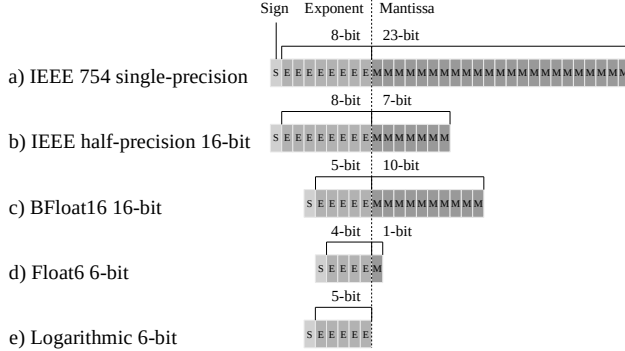 Sign Exponent Mantissa
8-bit 23-bit
a) IEEE 754 single-precision S E E E E E E E E M M M M M M M M M M M M M M M M M M M M M M M
8-bit 7-bit
b) IEEE half-precision 16-bit S E E E E E E E E M M M M M M M
5-bit 10-bit
c) BFloat16 16-bit S E E E E E M M M M M M M M M M
4-bit 1-bit
d) Float6 6-bit S E E E E M
5-bit
e) Logarithmic 6-bit S E E E E E